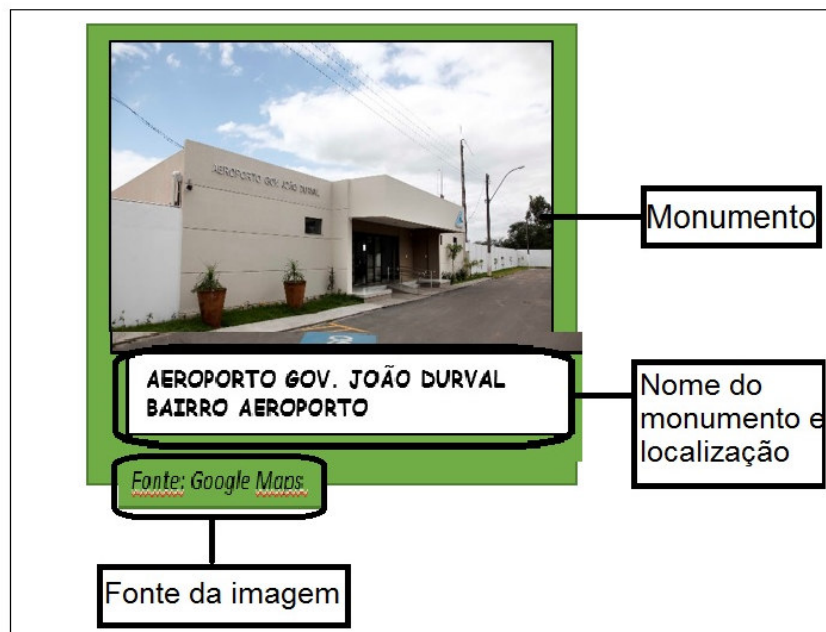 AEROPORTO GOV. JOÃO DURVAL
Monumento
AEROPORTO GOV. JOÃO DURVAL
BAIRRO AEROPORTO
Nome do
monumento e
localização
Fonte: Google Maps
Fonte da imagem